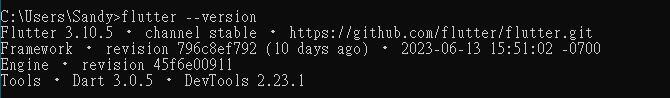 C:\Users\Sandy>flutter --version
Flutter 3.10.5 • channel stable • https://github.com/flutter/flutter.git
Framework • revision 796c8ef792 (10 days ago) • 2023-06-13 15:51:02 -0700
Engine • revision 45f6e00911
Tools • Dart 3.0.5 • DevTools 2.23.1